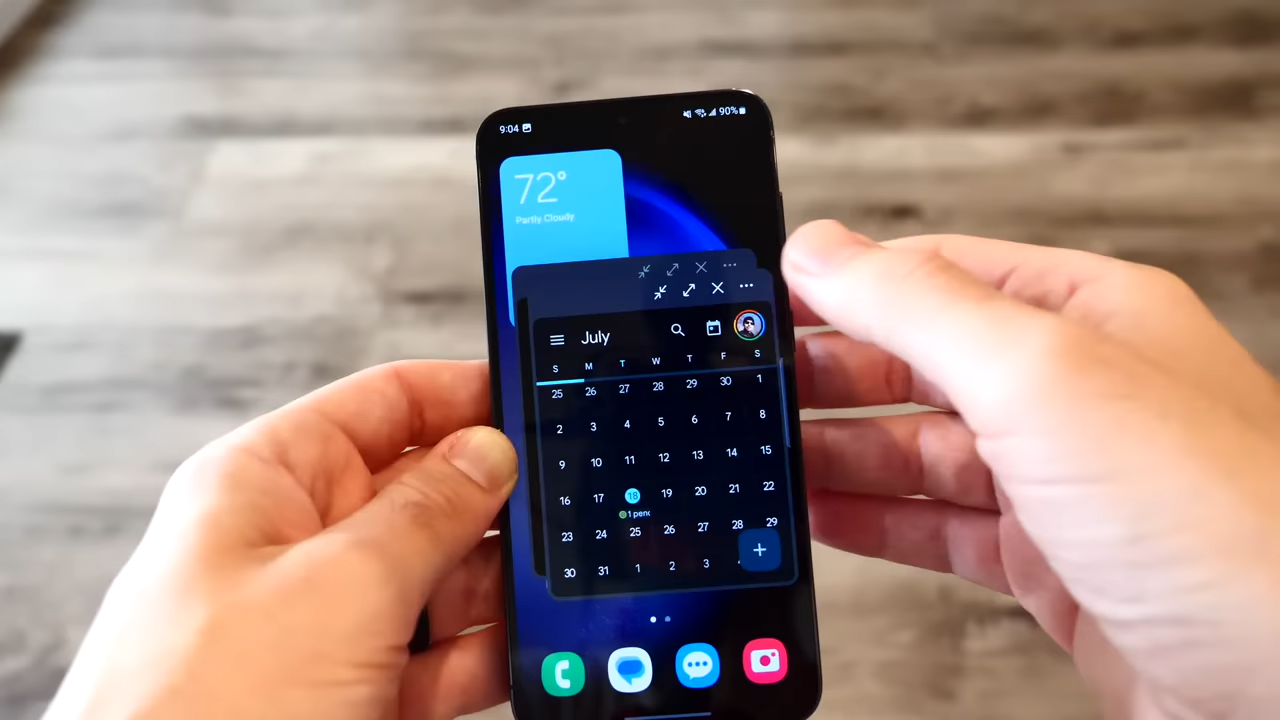 9:04 90%
72°
Partly Cloudy
July
S M T W T F S
25 26 27 28 29 30 1
2 3 4 5 6 7 8
9 10 11 12 13 14 15
16 17 18 19 20 21 22
1 pend
23 24 25 26 27 28 29
30 31 1 2 3